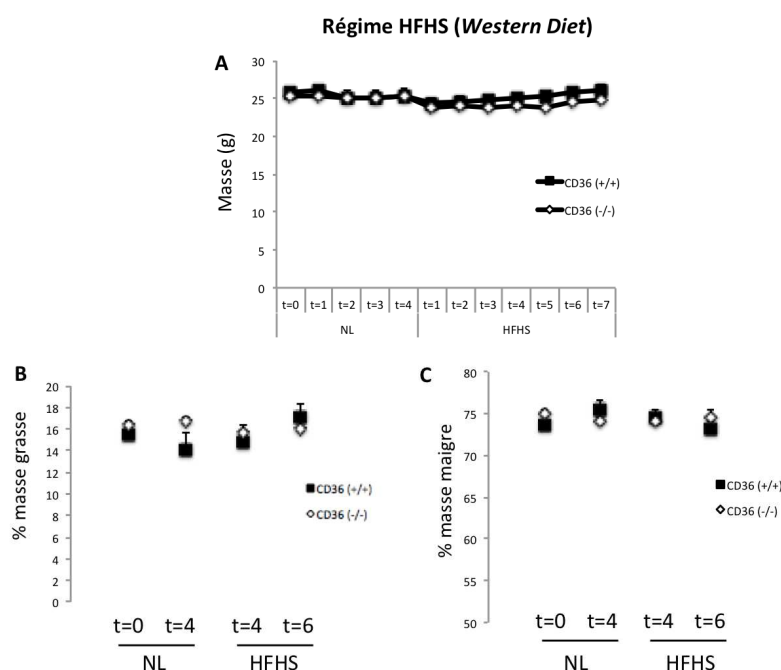 Régime HFHS (Western Diet)
A
30
25
20
15
10
5
0
Masse (g)
CD36 (+/+)
CD36 (-/-)
t=0 t=1 t=2 t=3 t=4 t=1 t=2 t=3 t=4 t=5 t=6 t=7
NL HFHS
B
20
18
16
14
12
10
8
6
4
2
0
% masse grasse
CD36 (+/+)
CD36 (-/-)
t=0 t=4 t=4 t=6
NL HFHS
C
80
75
70
65
60
55
50
% masse maigre
CD36 (+/+)
CD36 (-/-)
t=0 t=4 t=4 t=6
NL HFHS